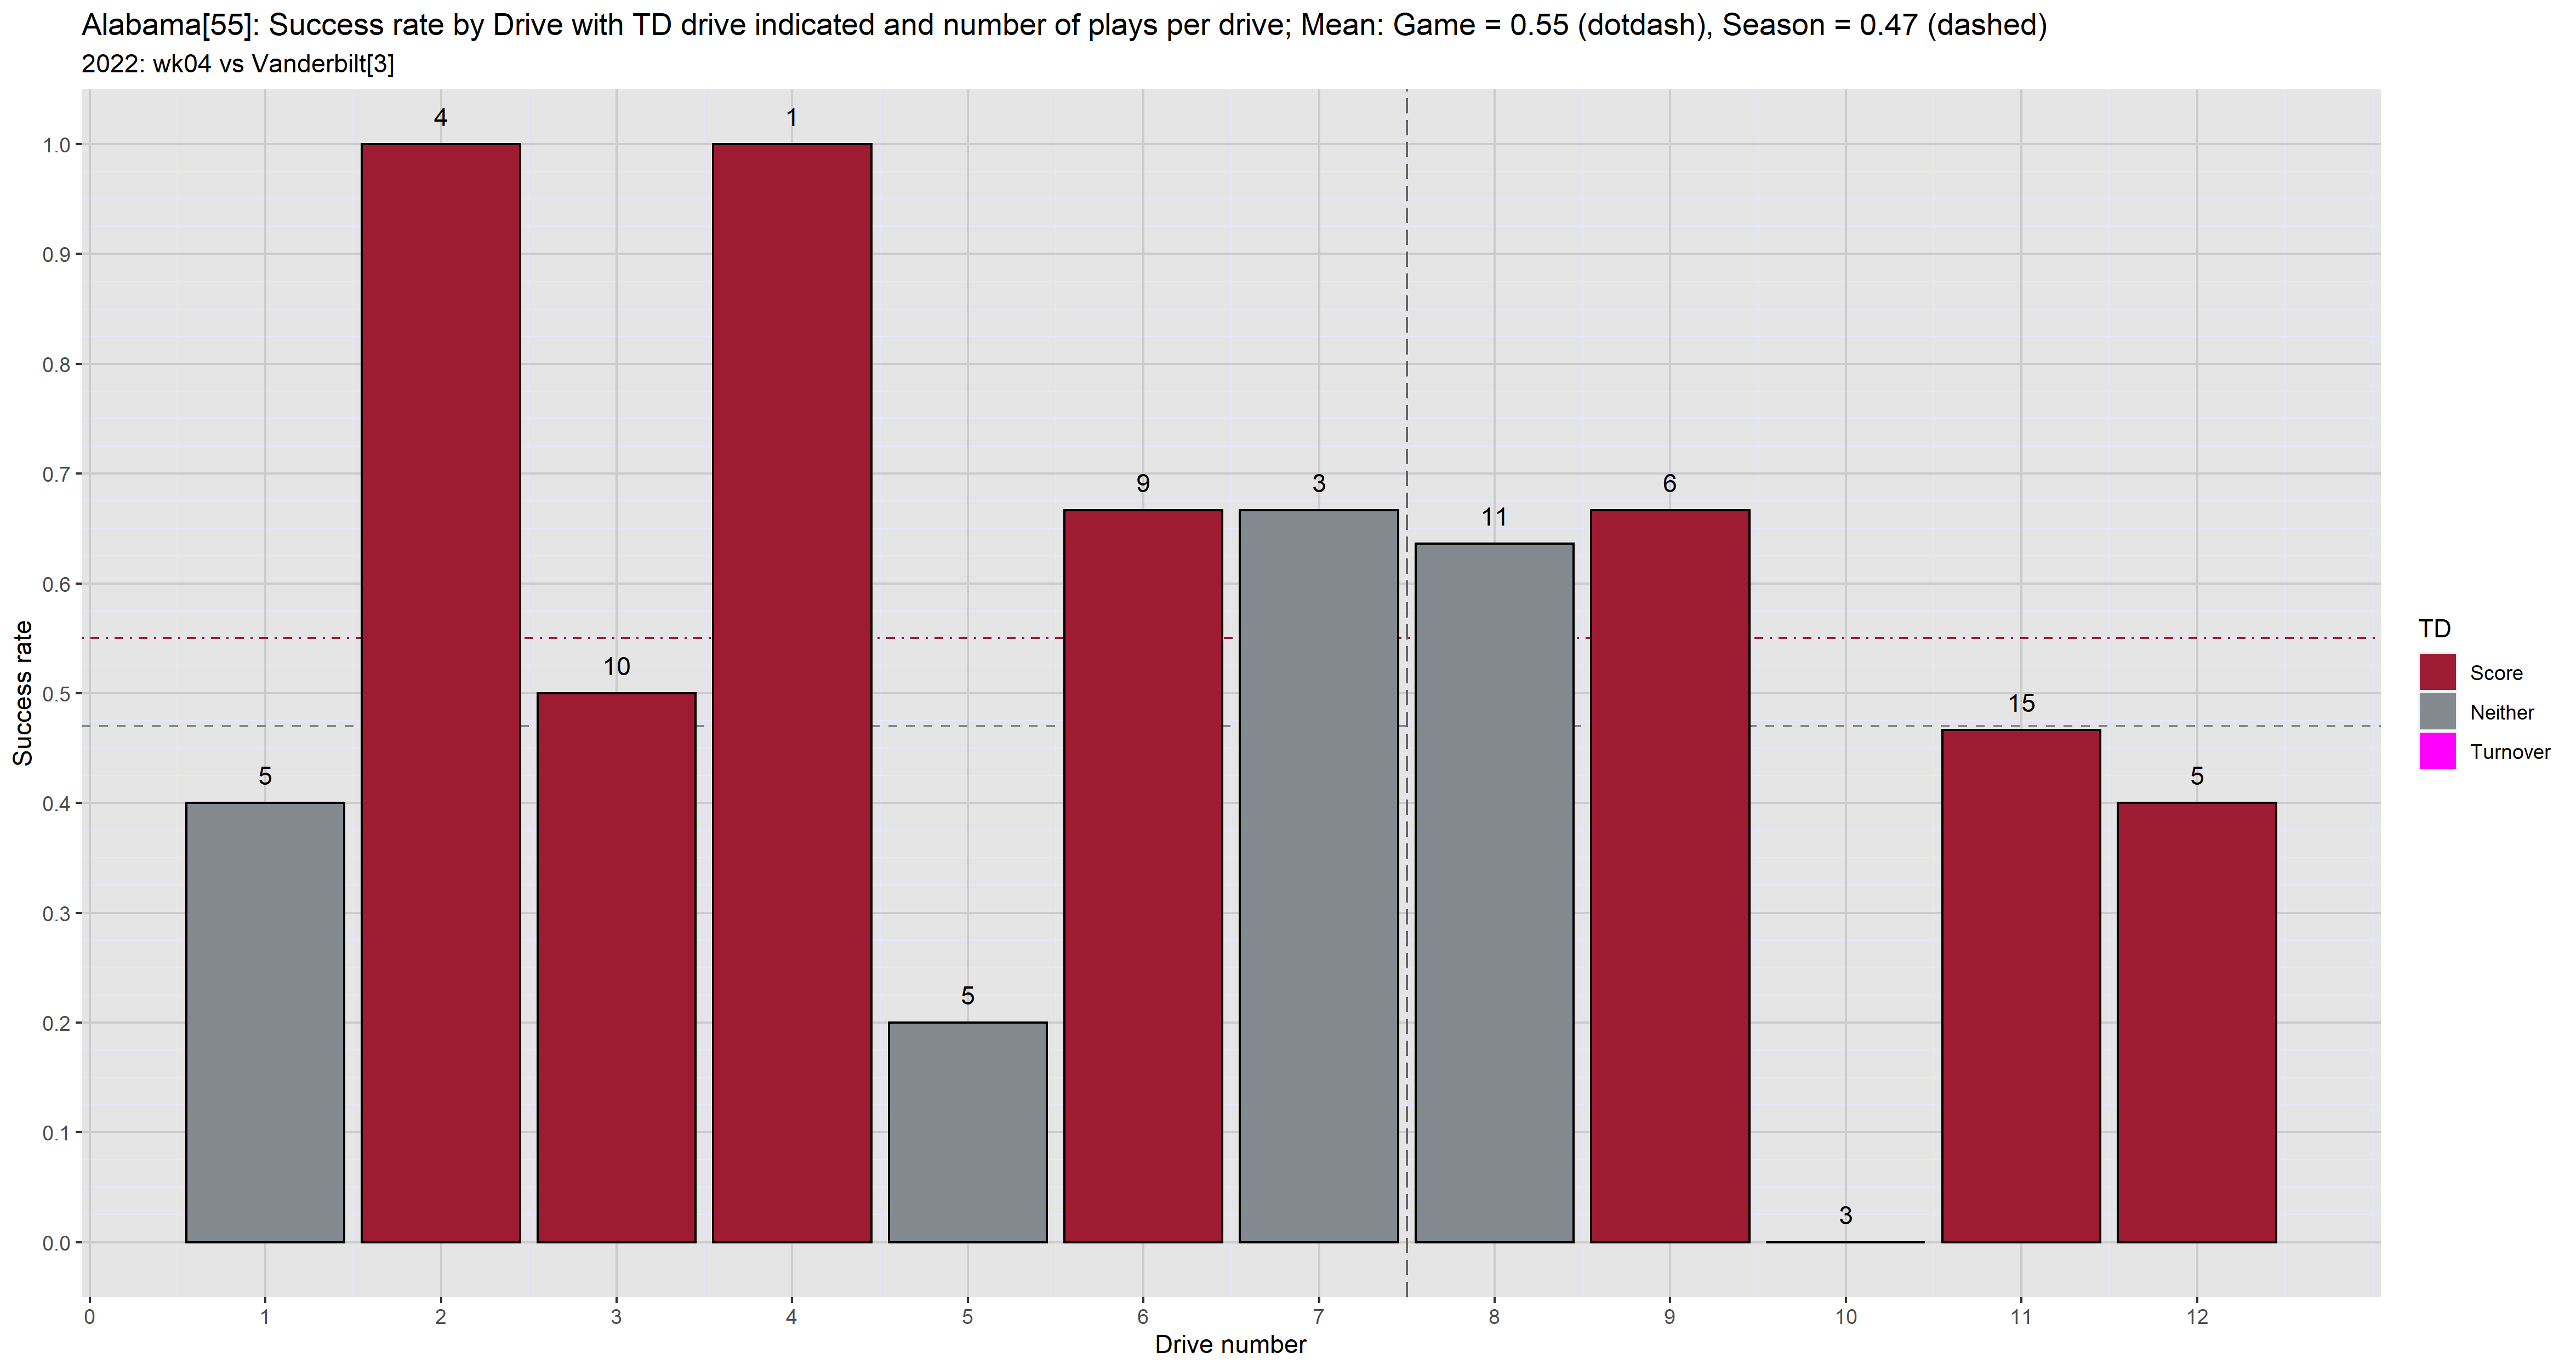 Alabama[55]: Success rate by Drive with TD drive indicated and number of plays per drive; Mean: Game = 0.55 (dotdash), Season = 0.47 (dashed)
2022: wk04 vs Vanderbilt[3]
4
1
1.0
0.9
0.8
0.7
9
3
6
11
0.6
Success rate
10
0.5
15
5
5
0.4
0.3
5
0.2
0.1
3
0.0
0 1 2 3 4 5 6 7 8 9 10 11 12
Drive number
TD
Score
Neither
Turnover